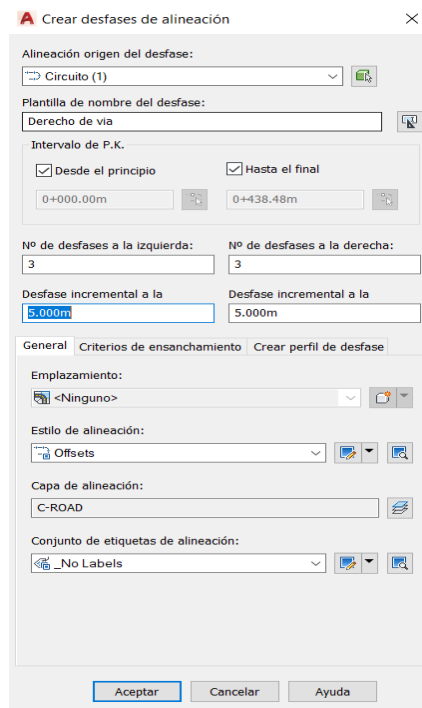 Crear desfases de alineación
Alineación origen del desfase:
Circuito (1)
Plantilla de nombre del desfase:
Derecho de via
Intervalo de P.K.
Desde el principio
Hasta el final
0+000.00m
0+438.48m
Nº de desfases a la izquierda:
Nº de desfases a la derecha:
3
3
Desfase incremental a la
Desfase incremental a la
5.000m
5.000m
General Criterios de ensanchamiento Crear perfil de desfase
Emplazamiento:
<Ninguno>
Estilo de alineación:
Offsets
Capa de alineación:
C-ROAD
Conjunto de etiquetas de alineación:
_No Labels
Aceptar Cancelar Ayuda